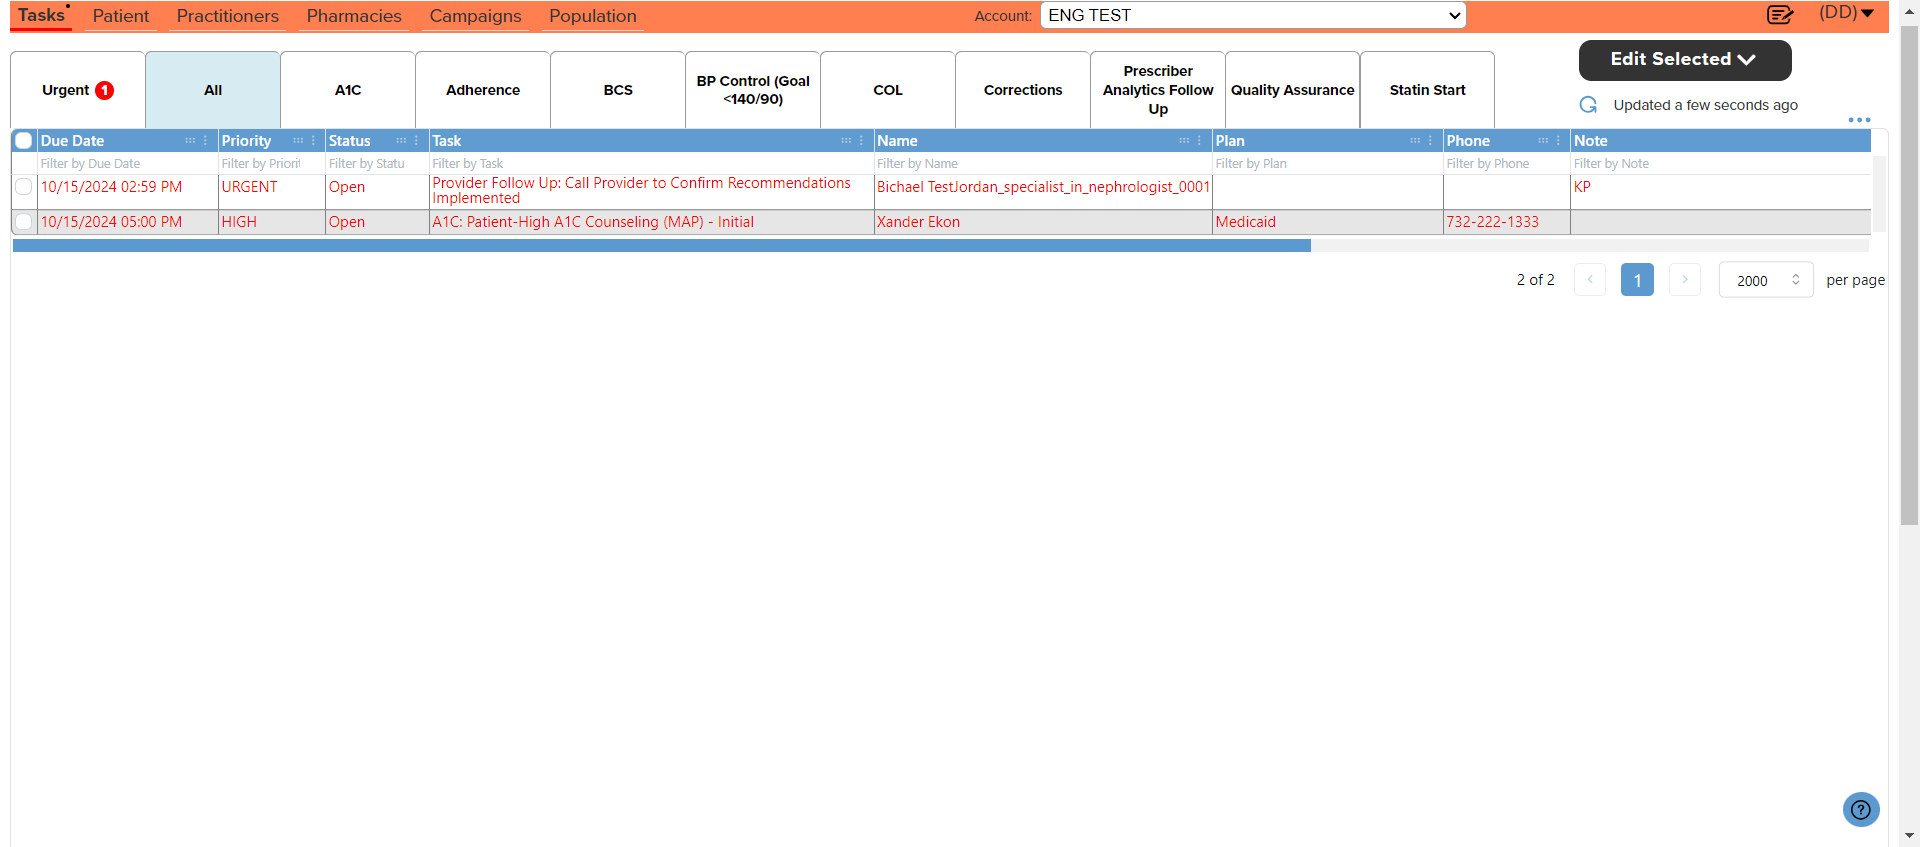 Tasks Patient Practitioners Pharmacies Campaigns Population Account: ENG TEST (DD)
Urgent 1 All A1C Adherence BCS BP Control (Goal <140/90) COL Corrections Prescriber Analytics Follow Up Quality Assurance Statin Start
Edit Selected
Updated a few seconds ago
Due Date Priority Status Task Name Plan Phone Note
Filter by Due Date Filter by Priorit Filter by Statu Filter by Task Filter by Name Filter by Plan Filter by Phone Filter by Note
10/15/2024 02:59 PM URGENT Open Provider Follow Up: Call Provider to Confirm Recommendations Implemented Bichael TestJordan_specialist_in_nephrologist_0001 KP
10/15/2024 05:00 PM HIGH Open A1C: Patient-High A1C Counseling (MAP) - Initial Xander Ekon Medicaid 732-222-1333
2 of 2 1 2000 per page
?